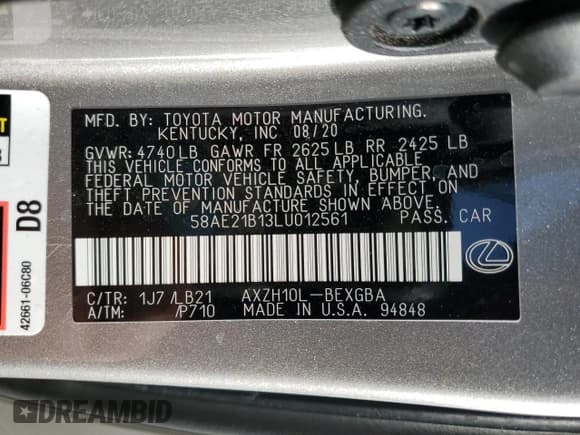 MFD. BY: TOYOTA MOTOR MANUFACTURING.
KENTUCKY, INC 08/20
GVWR: 4740LB GAWR FR 2625LB RR 2425 LB
THIS VEHICLE CONFORMS TO ALL APPLICABLE
FEDERAL MOTOR VEHICLE SAFETY, BUMPER, AND
THEFT PREVENTION STANDARDS IN EFFECT ON
THE DATE OF MANUFACTURE SHOWN ABOVE.
58AE21B13LU012561 PASS. CAR
C/TR: 1J7 /LB21 AXZH10L-BEXGBA
A/TM: /P710 MADE IN U.S.A. 94848
D8
42661-06C80
DREAMBID